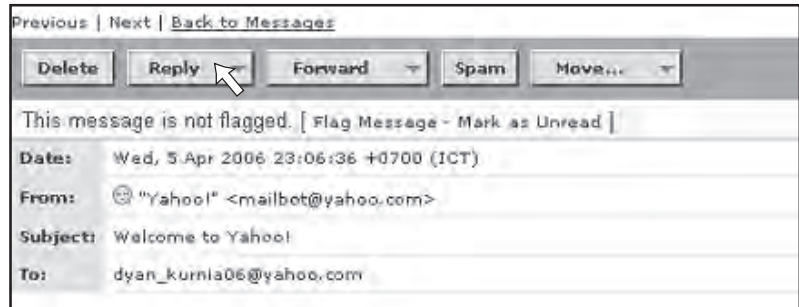 Previous | Next | Back to Messages
Delete Reply Forward Spam Move...
This message is not flagged. [ Flag Message - Mark as Unread ]
Date: Wed, 5 Apr 2006 23:06:36 +0700 (ICT)
From: "Yahoo!" <mailbot@yahoo.com>
Subject: Welcome to Yahoo!
To: dyan_kurnia06@yahoo.com